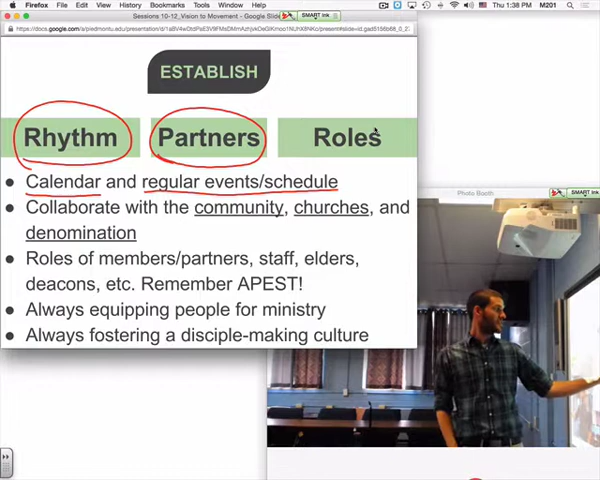 Firefox File Edit View History Bookmarks Tools Window Help Thu 1:38 PM M201
Sessions 10-12_Vision to Movement - Google Slid
SMART Ink
ESTABLISH
Rhythm Partners Roles
● Calendar and regular events/schedule
● Collaborate with the community, churches, and
denomination
● Roles of members/partners, staff, elders,
deacons, etc. Remember APEST!
● Always equipping people for ministry
● Always fostering a disciple-making culture
Photo Booth
SMART Ink